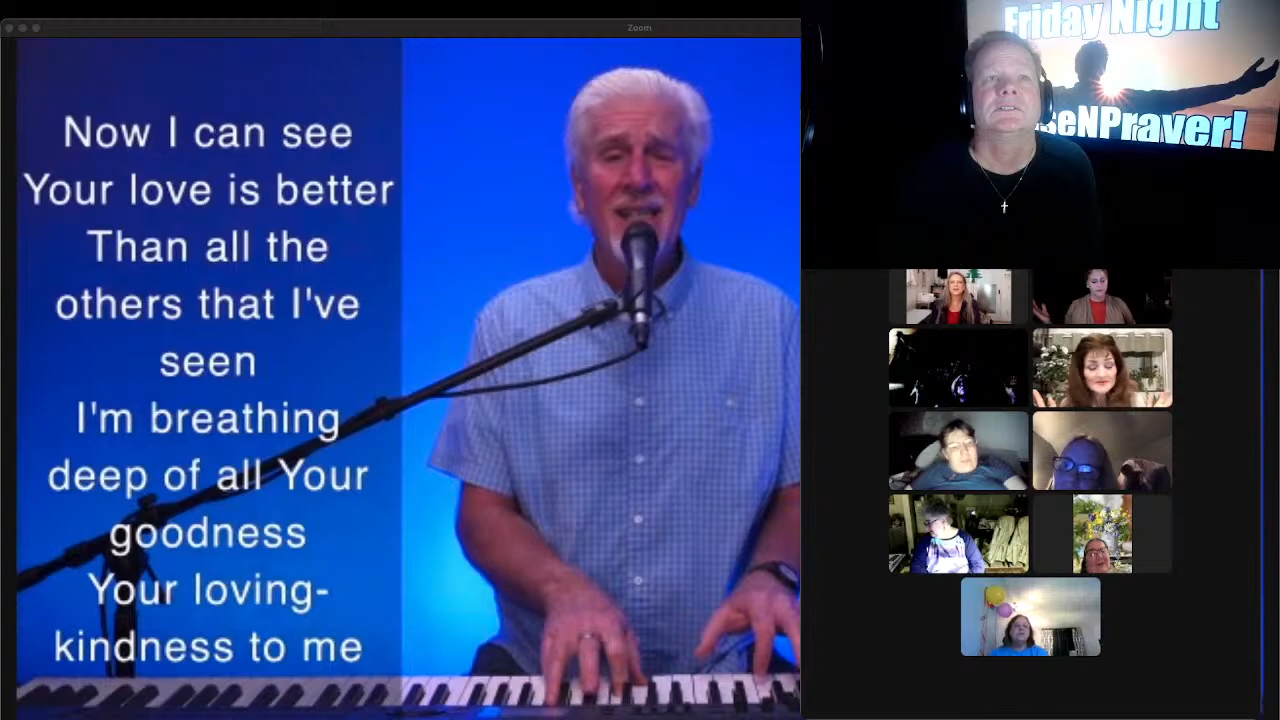 Zoom
Now I can see
Your love is better
Than all the
others that I've
seen
I'm breathing
deep of all Your
goodness
Your loving-
kindness to me
Friday Night
seNPrayer!